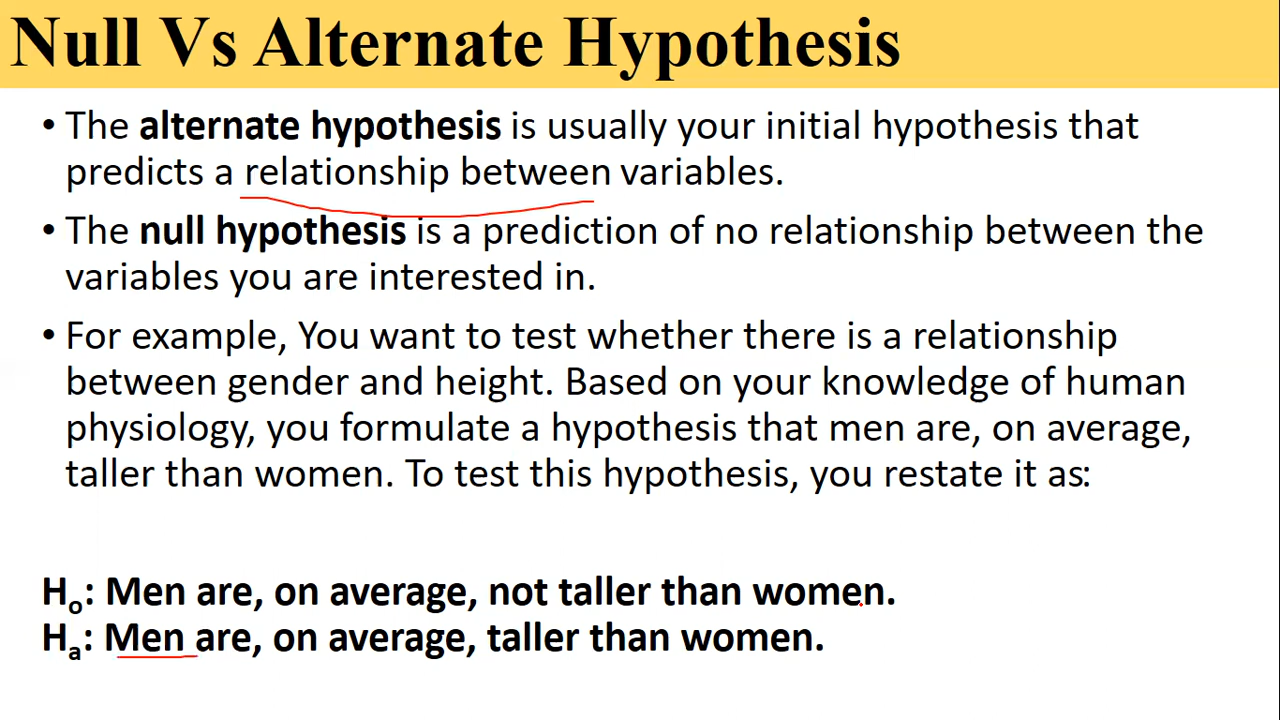 Null Vs Alternate Hypothesis
• The alternate hypothesis is usually your initial hypothesis that
predicts a relationship between variables.
• The null hypothesis is a prediction of no relationship between the
variables you are interested in.
• For example, You want to test whether there is a relationship
between gender and height. Based on your knowledge of human
physiology, you formulate a hypothesis that men are, on average,
taller than women. To test this hypothesis, you restate it as:
Ho: Men are, on average, not taller than women.
Ha: Men are, on average, taller than women.